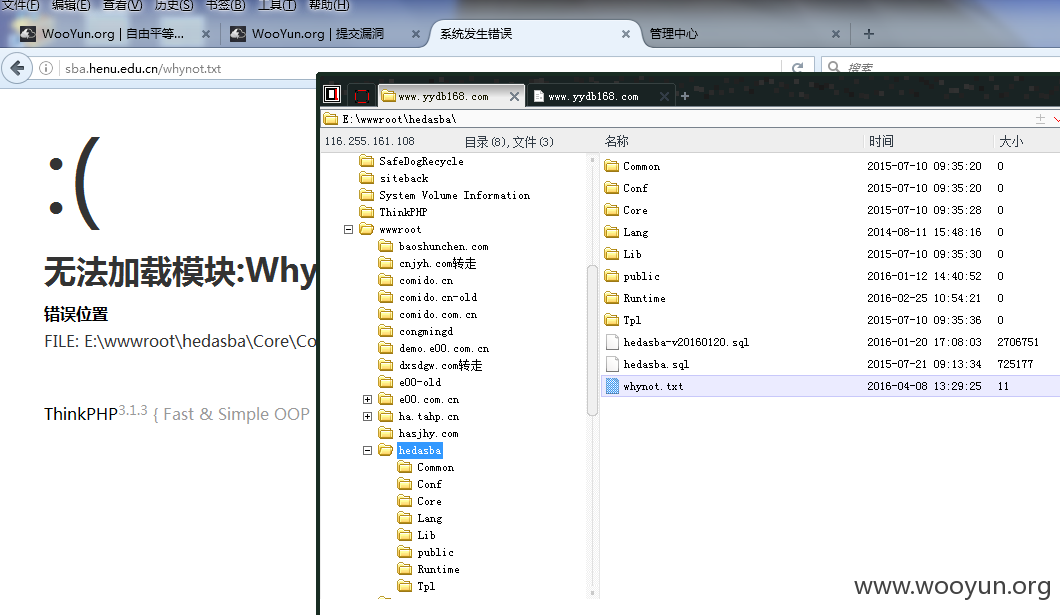 文件(F) 编辑(E) 查看(V) 历史(S) 书签(B) 工具(T) 帮助(H)
WooYun.org | 自由平等... ×
WooYun.org | 提交漏洞 ×
系统发生错误 ×
管理中心 × +
sba.henu.edu.cn/whynot.txt
搜索
:(
无法加载模块:Why
错误位置
FILE: E:\wwwroot\hedasba\Core\Co
ThinkPHP3.1.3 { Fast & Simple OOP
www.yydb168.com
www.yydb168.com
E:\wwwroot\hedasba\
116.255.161.108 目录(8),文件(3)
SafeDogRecycle
siteback
System Volume Information
ThinkPHP
wwwroot
baoshunchen.com
cnjyh.com转走
comido.cn
comido.cn-old
comido.com.cn
congmingd
demo.e00.com.cn
dxsdgw.com转走
e00-old
e00.com.cn
ha.tahp.cn
hasjhy.com
hedasba
Common
Conf
Core
Lang
Lib
public
Runtime
Tpl
名称 时间 大小
Common 2015-07-10 09:35:20 0
Conf 2015-07-10 09:35:20 0
Core 2015-07-10 09:35:28 0
Lang 2014-08-11 15:48:16 0
Lib 2015-07-10 09:35:30 0
public 2016-01-12 14:40:52 0
Runtime 2016-02-25 10:54:21 0
Tpl 2015-07-10 09:35:36 0
hedasba-v20160120.sql 2016-01-20 17:08:03 2706751
hedasba.sql 2015-07-21 09:13:34 725177
whynot.txt 2016-04-08 13:29:25 11
www.wooyun.org